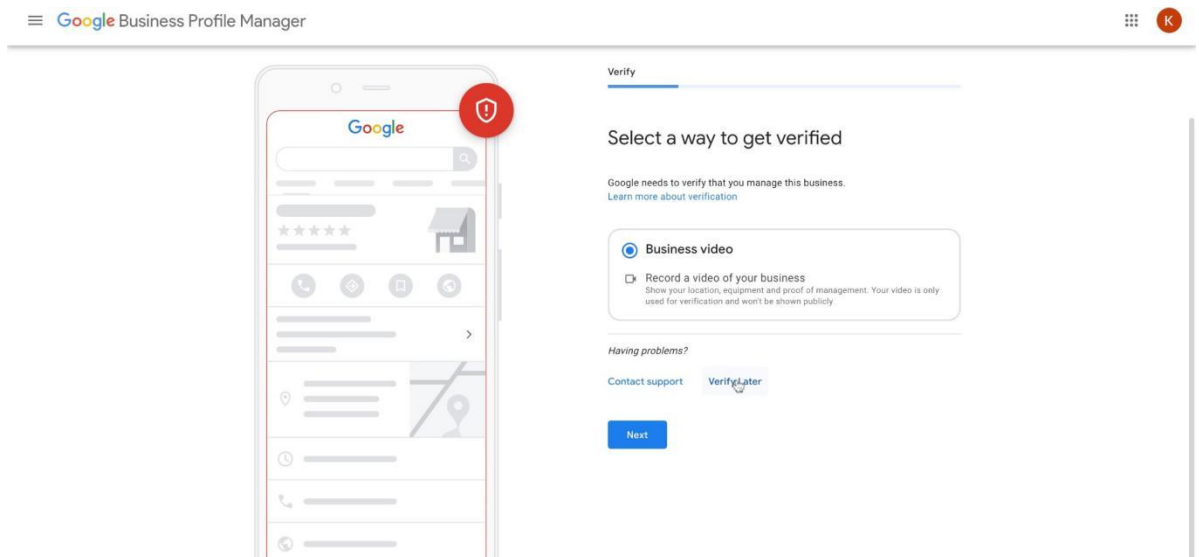 Google Business Profile Manager
K
Verify
Google
Select a way to get verified
Google needs to verify that you manage this business.
Learn more about verification
Business video
Record a video of your business
Show your location, equipment and proof of management. Your video is only
used for verification and won't be shown publicly
Having problems?
Contact support Verify Later
Next